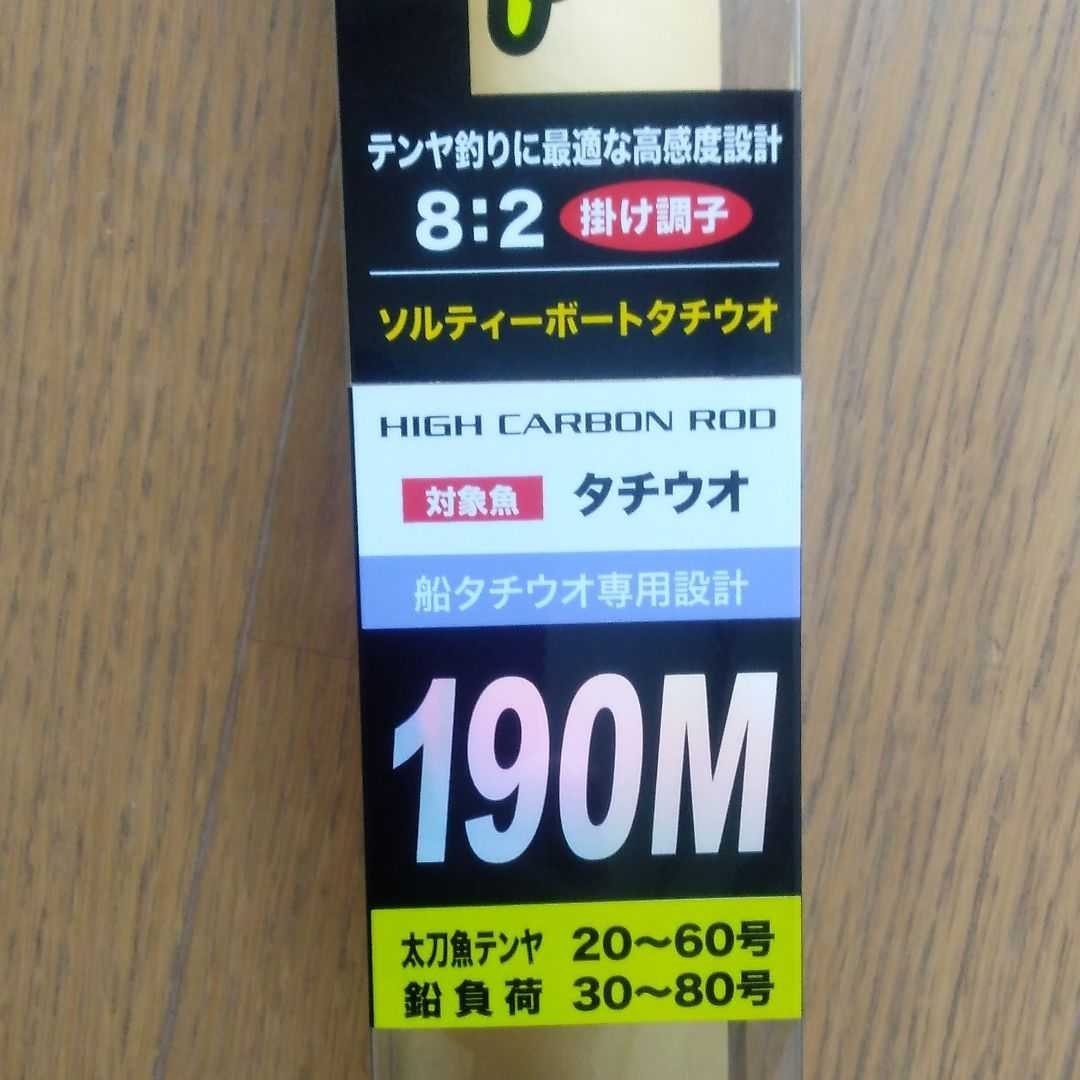 テンヤ釣りに最適な高感度設計
8:2 掛け調子
ソルティーボートタチウオ
HIGH CARBON ROD
対象魚 タチウオ
船タチウオ専用設計
190M
太刀魚テンヤ 20〜60号
鉛負荷 30〜80号